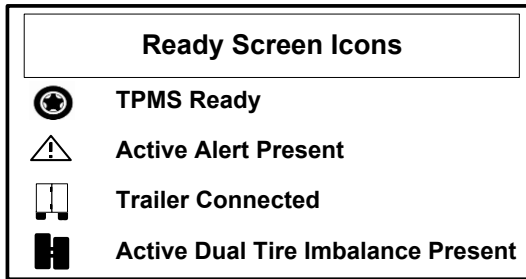 Ready Screen Icons
TPMS Ready
Active Alert Present
Trailer Connected
Active Dual Tire Imbalance Present